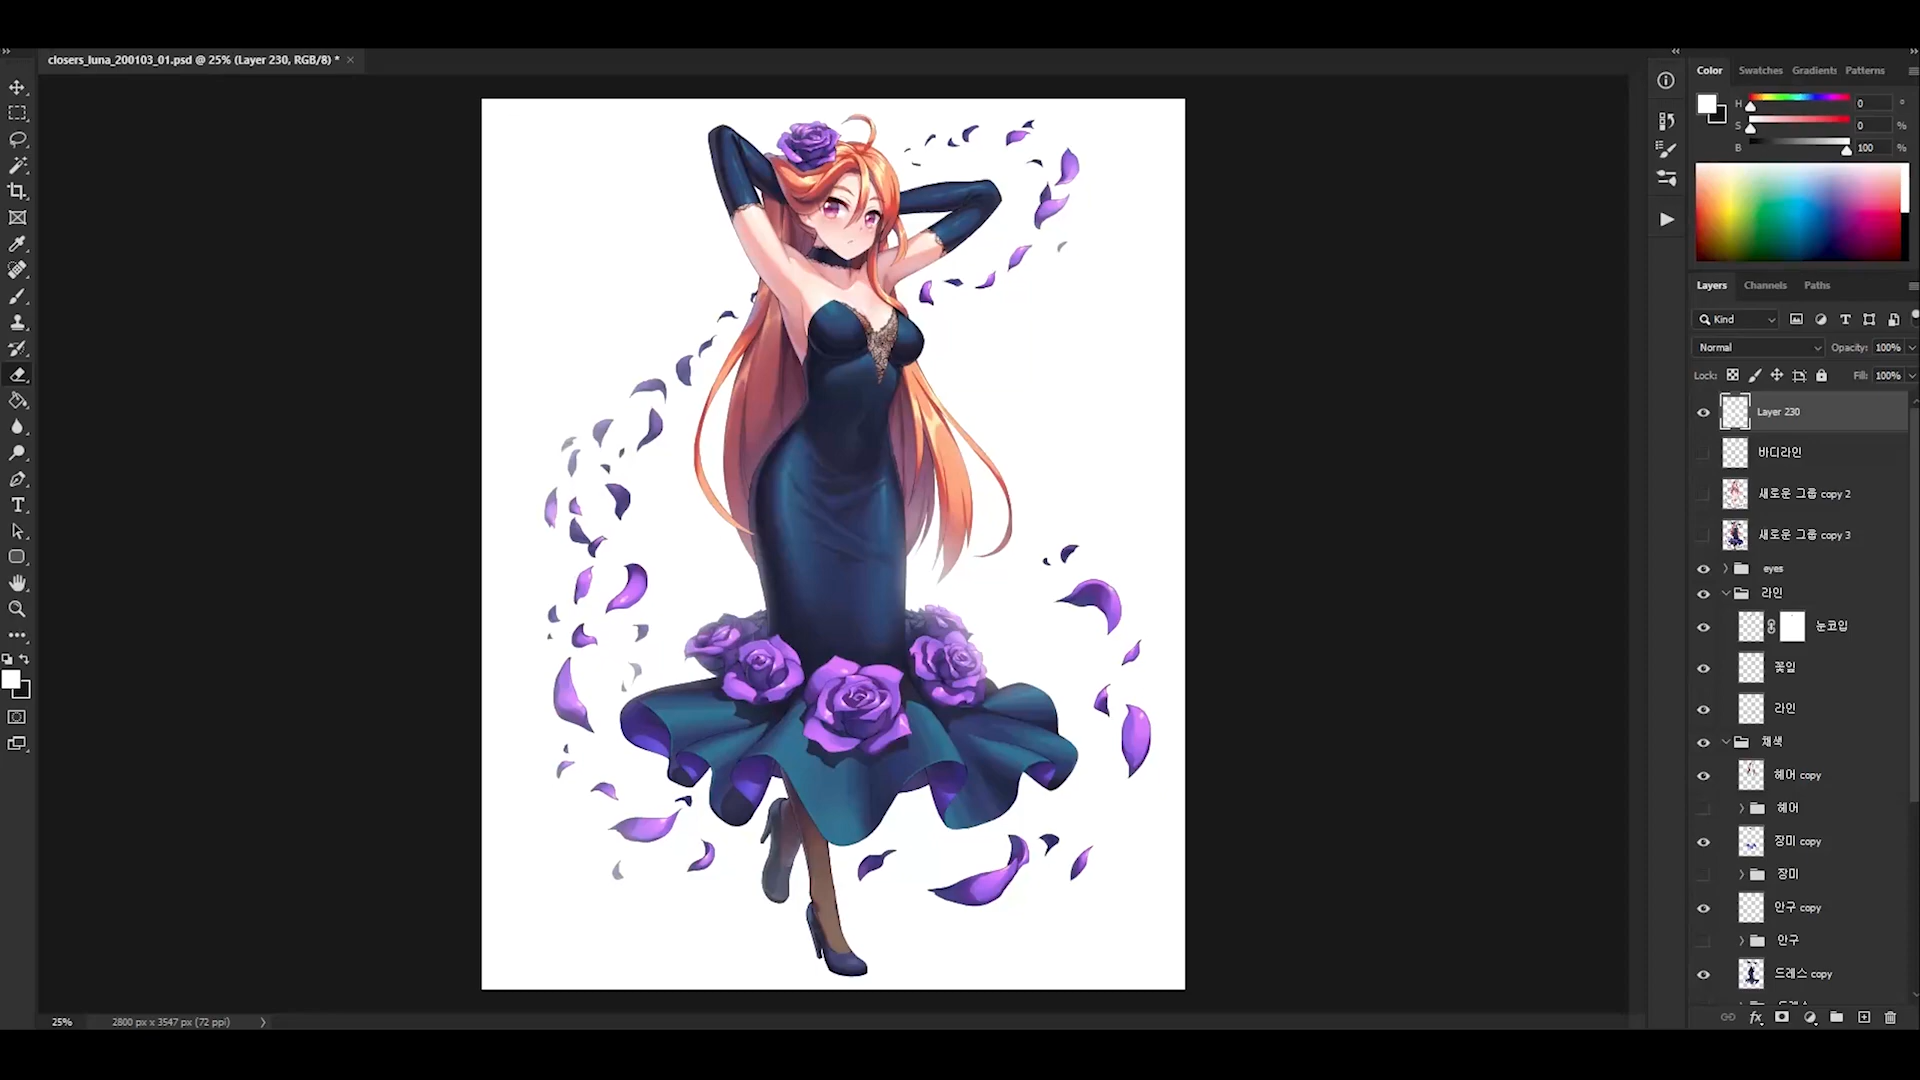 closers_luna_200103_01.psd @ 25% (Layer 230, RGB/8) *
Color Swatches Gradients Patterns
H 0 °
S 0 %
B 100 %
Layers Channels Paths
Kind
Normal Opacity: 100%
Lock: Fill: 100%
Layer 230
바디라인
새로운 그룹 copy 2
새로운 그룹 copy 3
eyes
라인
눈코입
꽃잎
라인
채색
헤어 copy
헤어
장미 copy
장미
안구 copy
안구
드레스 copy
25% 2800 px x 3547 px (72 ppi)